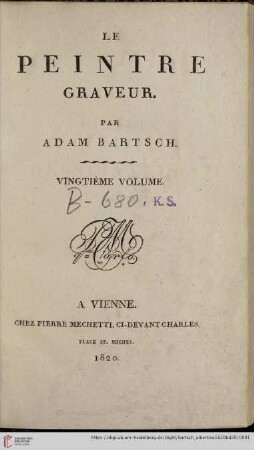 LE
PEINTRE
GRAVEUR.
PAR
ADAM BARTSCH.
VINGTIÈME VOLUME.
B-680. K.S.
A VIENNE.
CHEZ PIERRE MECHETTI, CI-DEVANT CHARLES,
PLACE ST. MICHEL.
1820.